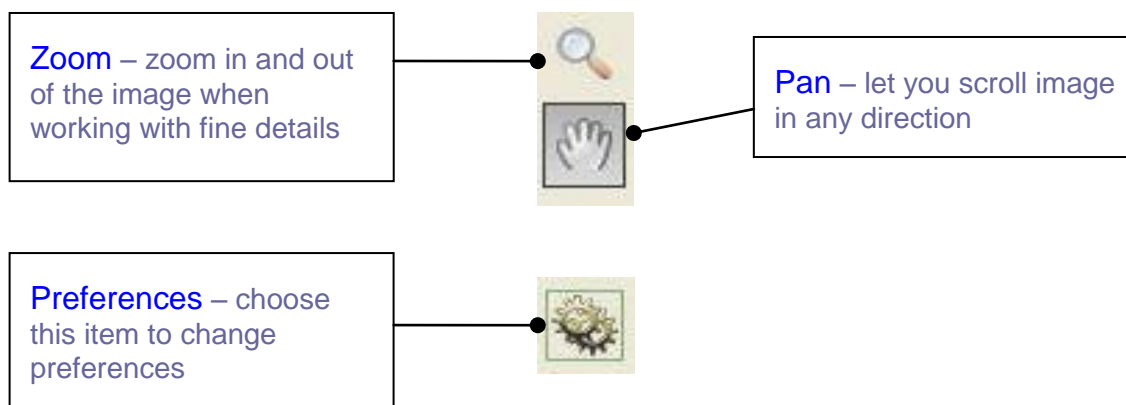 Zoom – zoom in and out
of the image when
working with fine details
Pan – let you scroll image
in any direction
Preferences – choose
this item to change
preferences